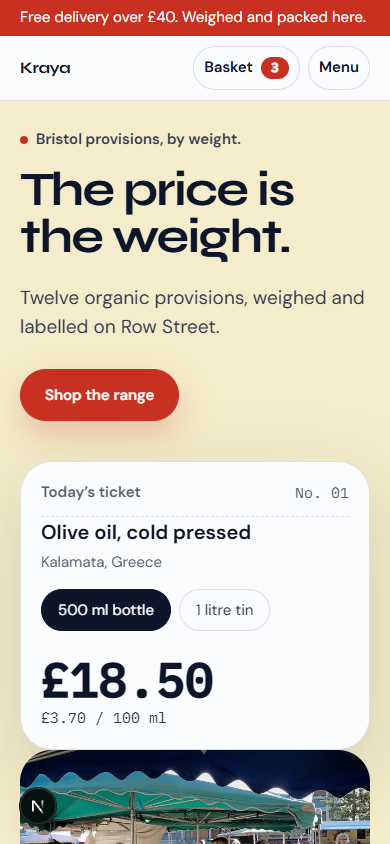 Free delivery over £40. Weighed and packed here.
Kraya
Basket 3
Menu
Bristol provisions, by weight.
The price is
the weight.
Twelve organic provisions, weighed and
labelled on Row Street.
Shop the range
Today’s ticket
No. 01
Olive oil, cold pressed
Kalamata, Greece
500 ml bottle
1 litre tin
£18.50
£3.70 / 100 ml
N